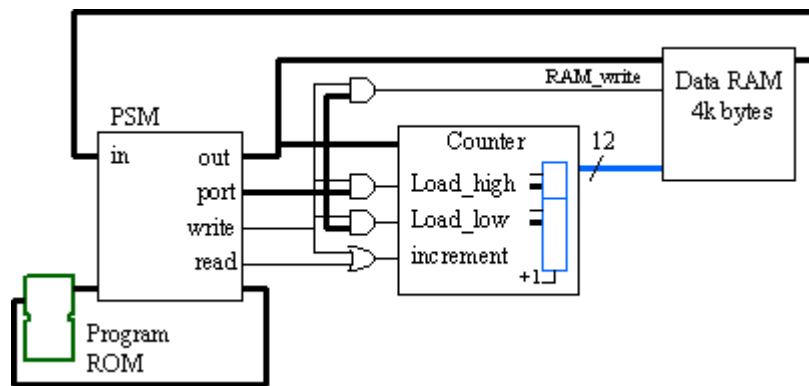 RAM_write
Data RAM
4k bytes
PSM
in
out
port
write
read
Counter
Load_high
Load_low
increment
+1
12
Program
ROM